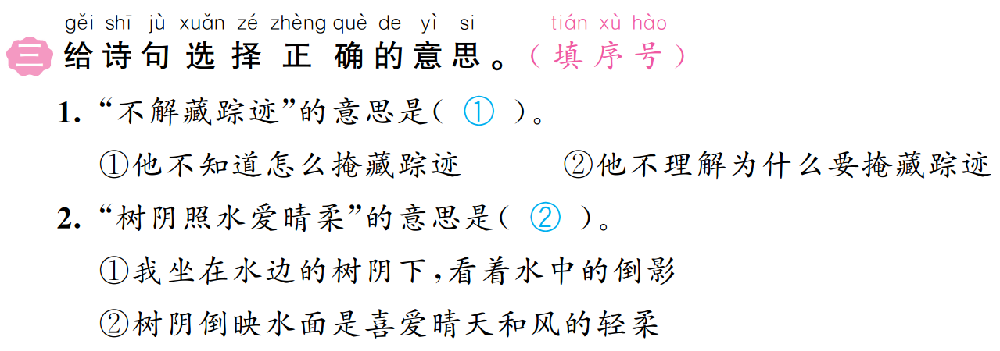 gěi shī jù xuǎn zé zhèng què de yì si tián xù hào
三 给诗句选择正确的意思。（填序号）
1. “不解藏踪迹”的意思是( ① )。
①他不知道怎么掩藏踪迹 ②他不理解为什么要掩藏踪迹
2. “树阴照水爱晴柔”的意思是( ② )。
①我坐在水边的树阴下,看着水中的倒影
②树阴倒映水面是喜爱晴天和风的轻柔